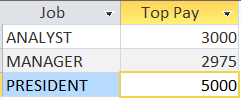 Job Top Pay
ANALYST 3000
MANAGER 2975
PRESIDENT 5000